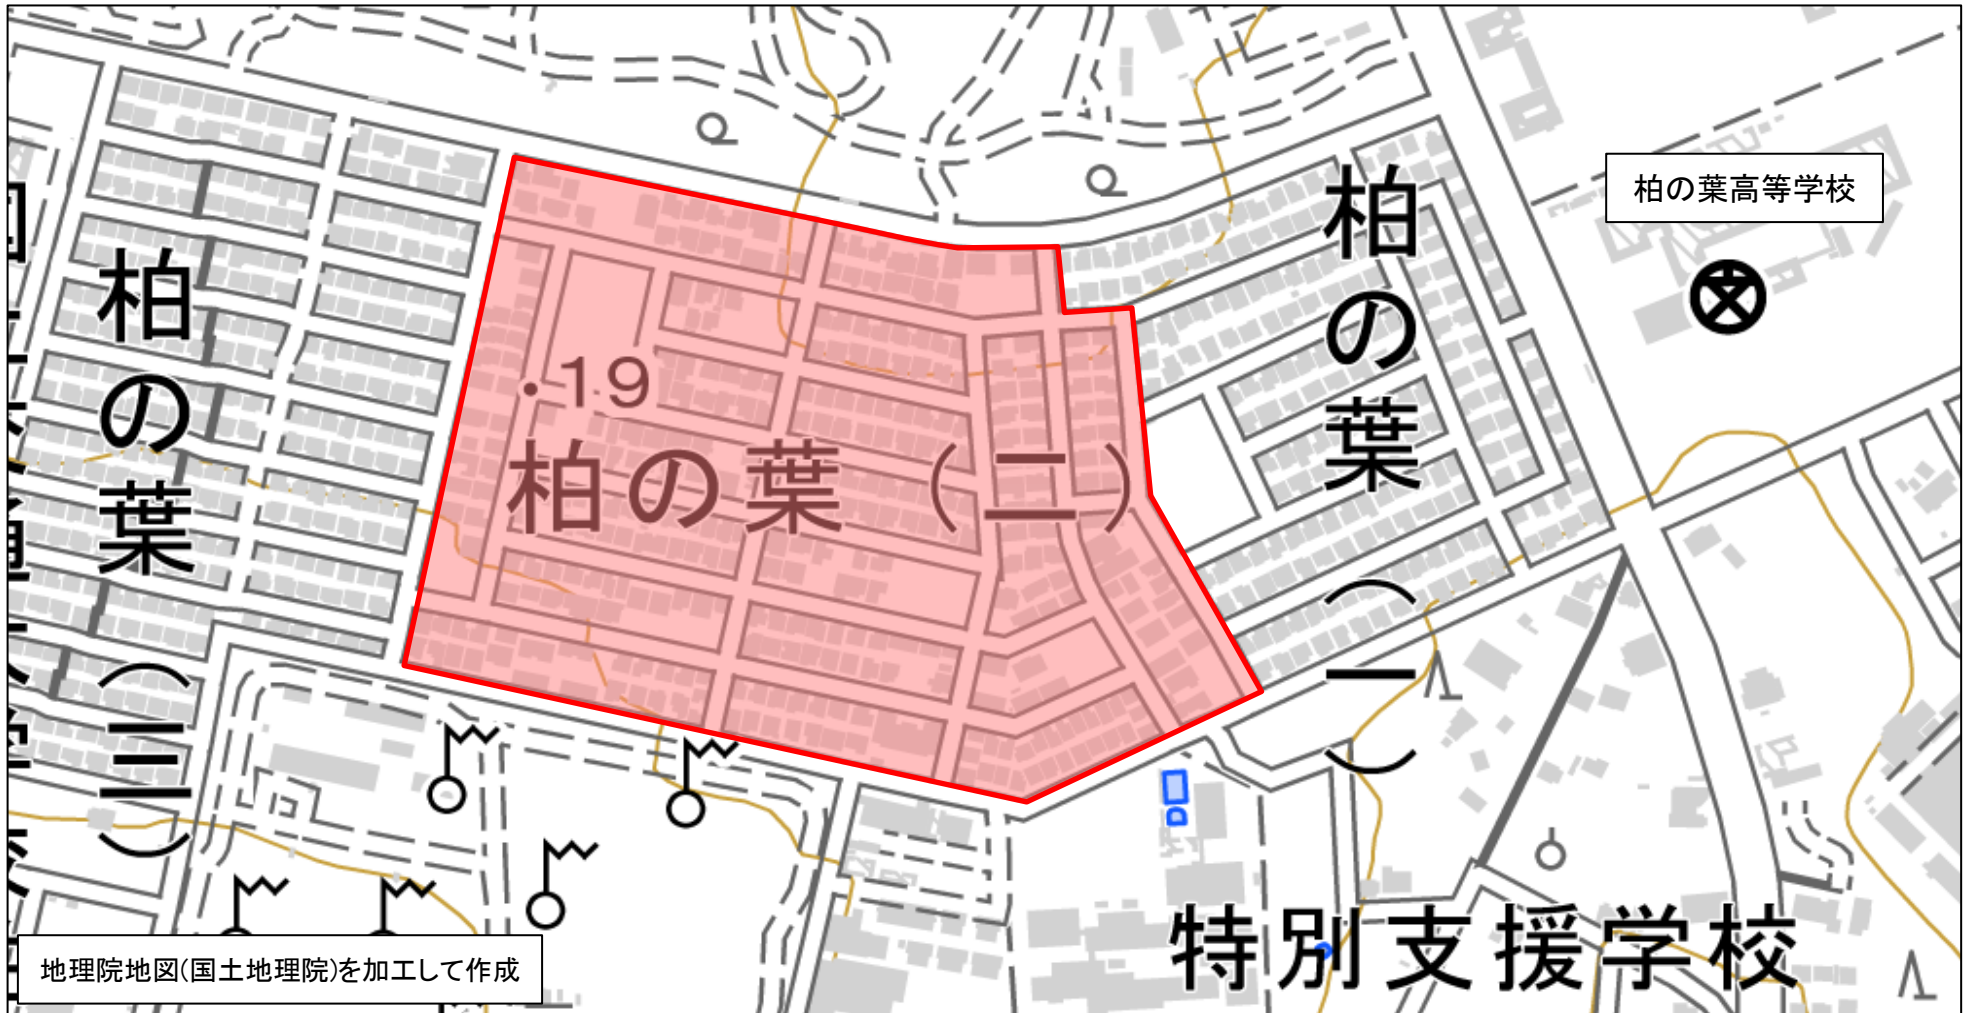 柏の葉高等学校
柏の葉(一)
・19
柏の葉(二)
柏の葉(三)
特別支援学校
地理院地図(国土地理院)を加工して作成